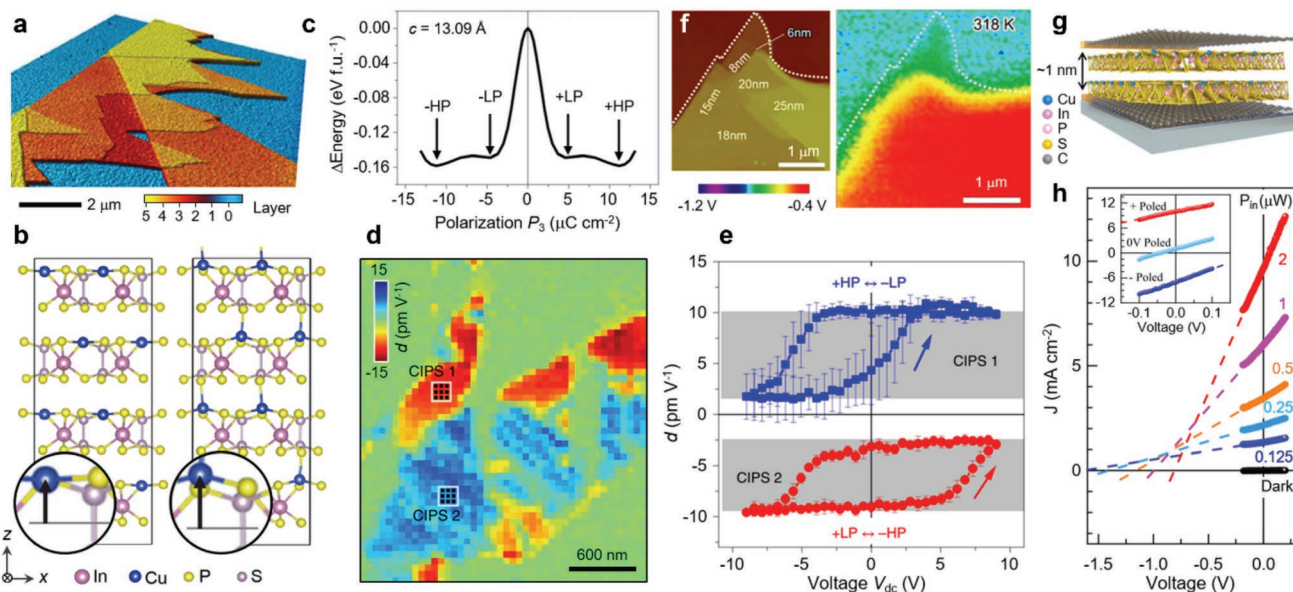 a
2 μm
5 4 3 2 1 0 Layer
b
z
x
In Cu P S
c
c = 13.09 Å
-HP -LP +LP +HP
ΔEnergy (eV f.u.⁻¹)
0.00
-0.04
-0.08
-0.12
-0.16
-15 -10 -5 0 5 10 15
Polarization P₃ (μC cm⁻²)
d
15
-15
d (pm V⁻¹)
CIPS 1
CIPS 2
600 nm
e
+HP ↔ –LP
CIPS 1
CIPS 2
+LP ↔ –HP
d (pm V⁻¹)
15
10
5
0
-5
-10
-10 -5 0 5 10
Voltage Vdc (V)
f
6nm
8nm
15nm
20nm
25nm
18nm
1 μm
-1.2 V -0.4 V
318 K
1 μm
g
~1 nm
Cu
In
P
S
C
h
Pin (μW)
+ Poled
0V Poled
- Poled
12
6
0
-6
-12
-0.1 0.0 0.1
Voltage (V)
2
1
0.5
0.25
0.125
Dark
J (mA cm⁻²)
10
5
0
-1.5 -1.0 -0.5 0.0
Voltage (V)